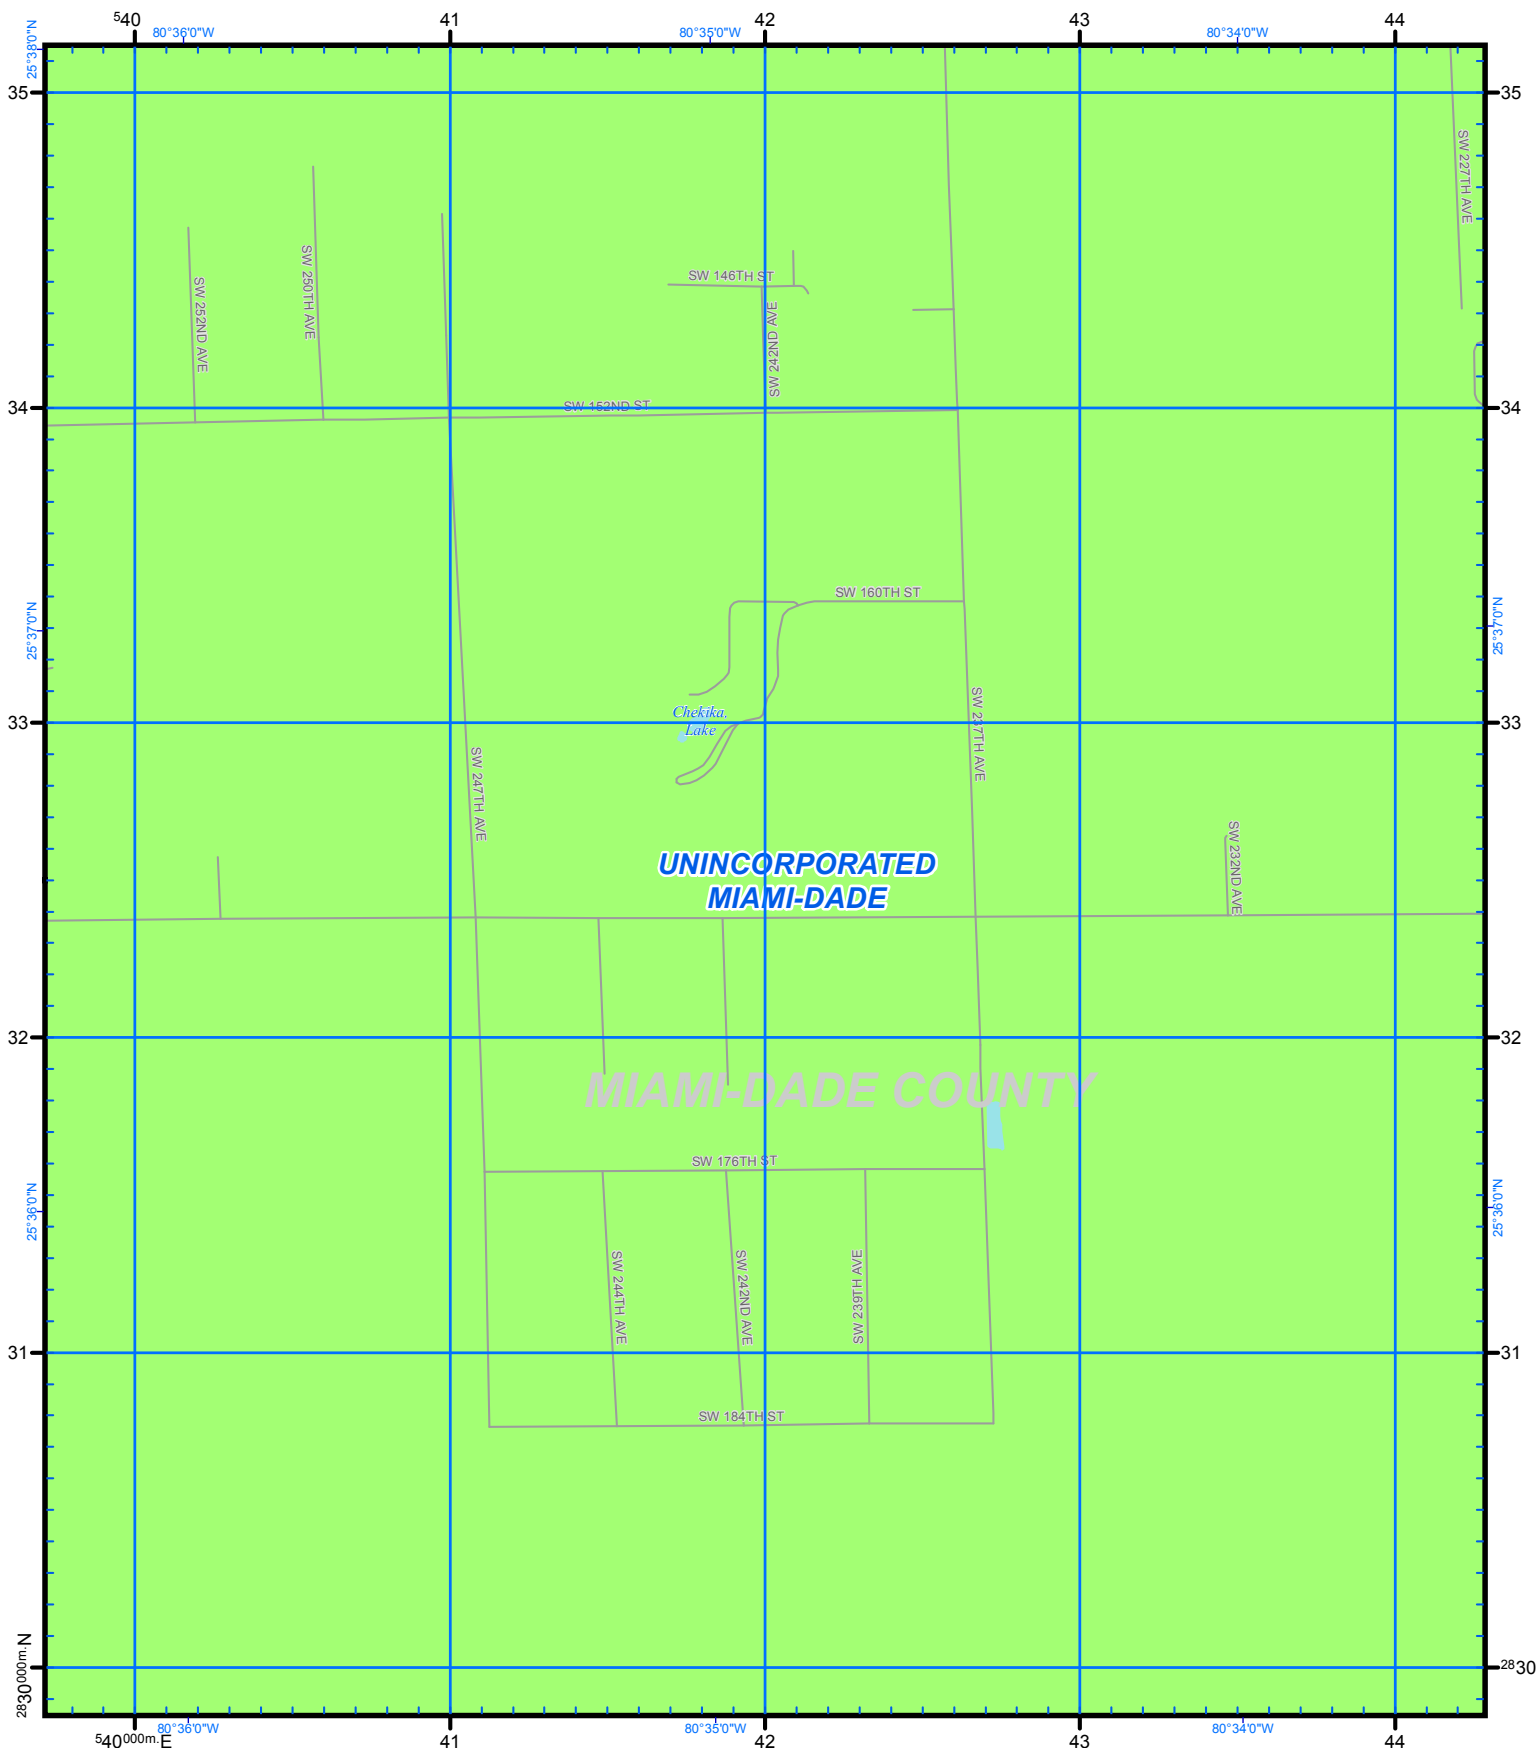 ⁵40 41 42 43 44
80°36'0"W 80°35'0"W 80°34'0"W
25°38'0"N
35 35
SW 227TH AVE
SW 250TH AVE
SW 252ND AVE
SW 146TH ST
SW 242ND AVE
SW 152ND ST
34 34
SW 160TH ST
25°37'0"N 25°37'0"N
SW 237TH AVE
Chekika,
Lake
33 33
SW 247TH AVE
SW 232ND AVE
UNINCORPORATED
MIAMI-DADE
32 32
MIAMI-DADE COUNTY
SW 176TH ST
25°36'0"N 25°36'0"N
SW 244TH AVE
SW 242ND AVE
SW 239TH AVE
31 31
SW 184TH ST
²⁸30⁰⁰⁰ᵐ·N ²⁸30
80°36'0"W 80°35'0"W 80°34'0"W
⁵40⁰⁰⁰ᵐ·E 41 42 43 44